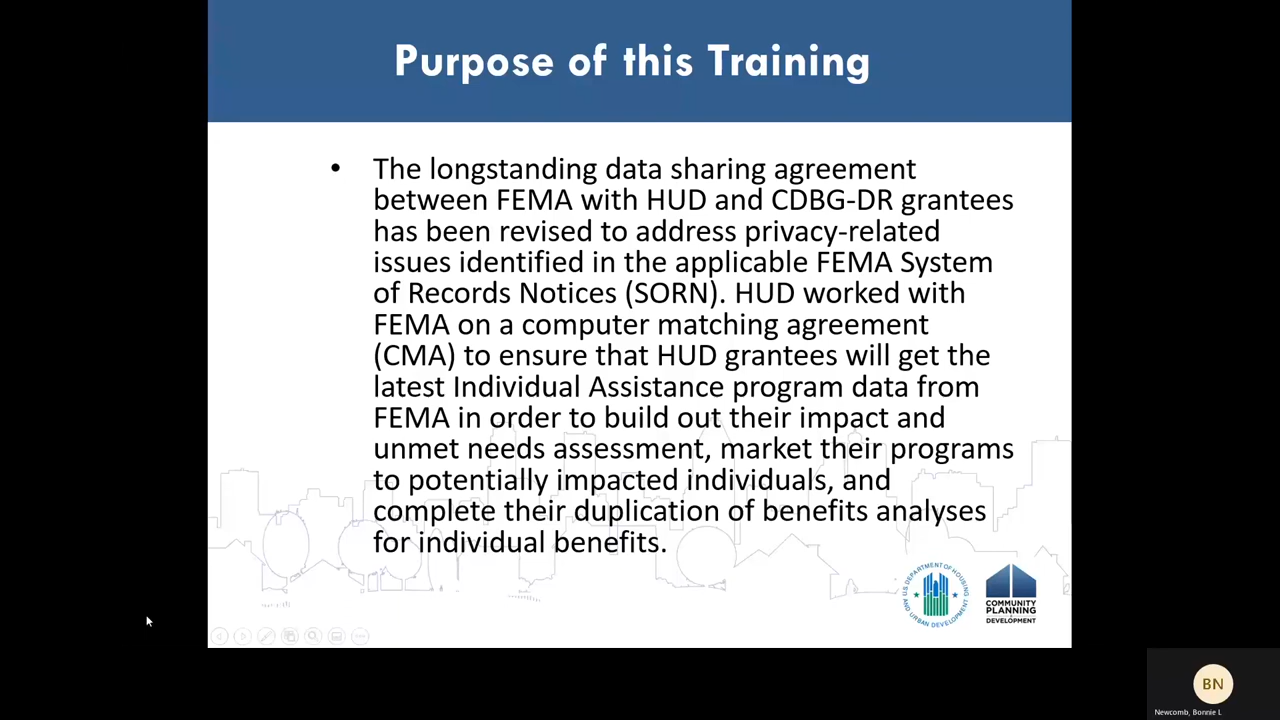 Purpose of this Training
• The longstanding data sharing agreement
between FEMA with HUD and CDBG-DR grantees
has been revised to address privacy-related
issues identified in the applicable FEMA System
of Records Notices (SORN). HUD worked with
FEMA on a computer matching agreement
(CMA) to ensure that HUD grantees will get the
latest Individual Assistance program data from
FEMA in order to build out their impact and
unmet needs assessment, market their programs
to potentially impacted individuals, and
complete their duplication of benefits analyses
for individual benefits.
U.S. DEPARTMENT OF HOUSING
AND URBAN DEVELOPMENT
COMMUNITY
PLANNING
DEVELOPMENT
BN
Newcomb, Bonnie L